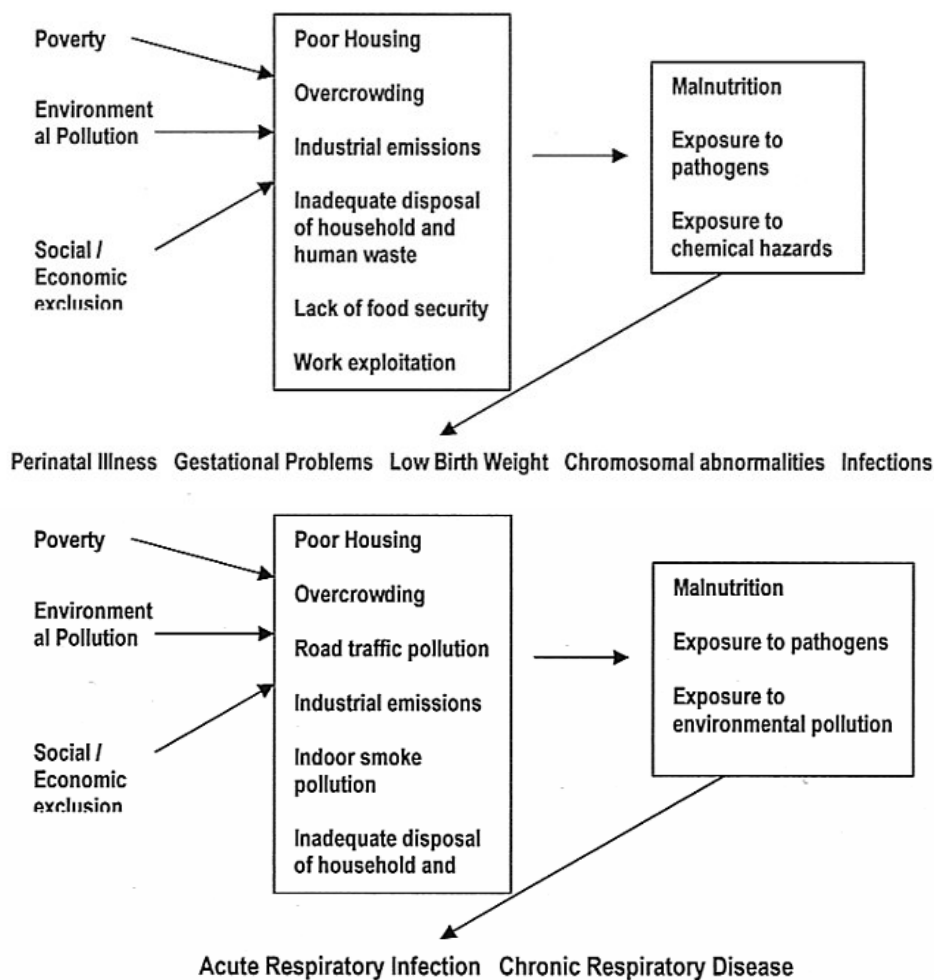 Poverty
Environment
al Pollution
Social /
Economic
exclusion
Poor Housing
Overcrowding
Industrial emissions
Inadequate disposal
of household and
human waste
Lack of food security
Work exploitation
Malnutrition
Exposure to
pathogens
Exposure to
chemical hazards
Perinatal Illness Gestational Problems Low Birth Weight Chromosomal abnormalities Infections
Poverty
Environment
al Pollution
Social /
Economic
exclusion
Poor Housing
Overcrowding
Road traffic pollution
Industrial emissions
Indoor smoke
pollution
Inadequate disposal
of household and
Malnutrition
Exposure to pathogens
Exposure to
environmental pollution
Acute Respiratory Infection Chronic Respiratory Disease